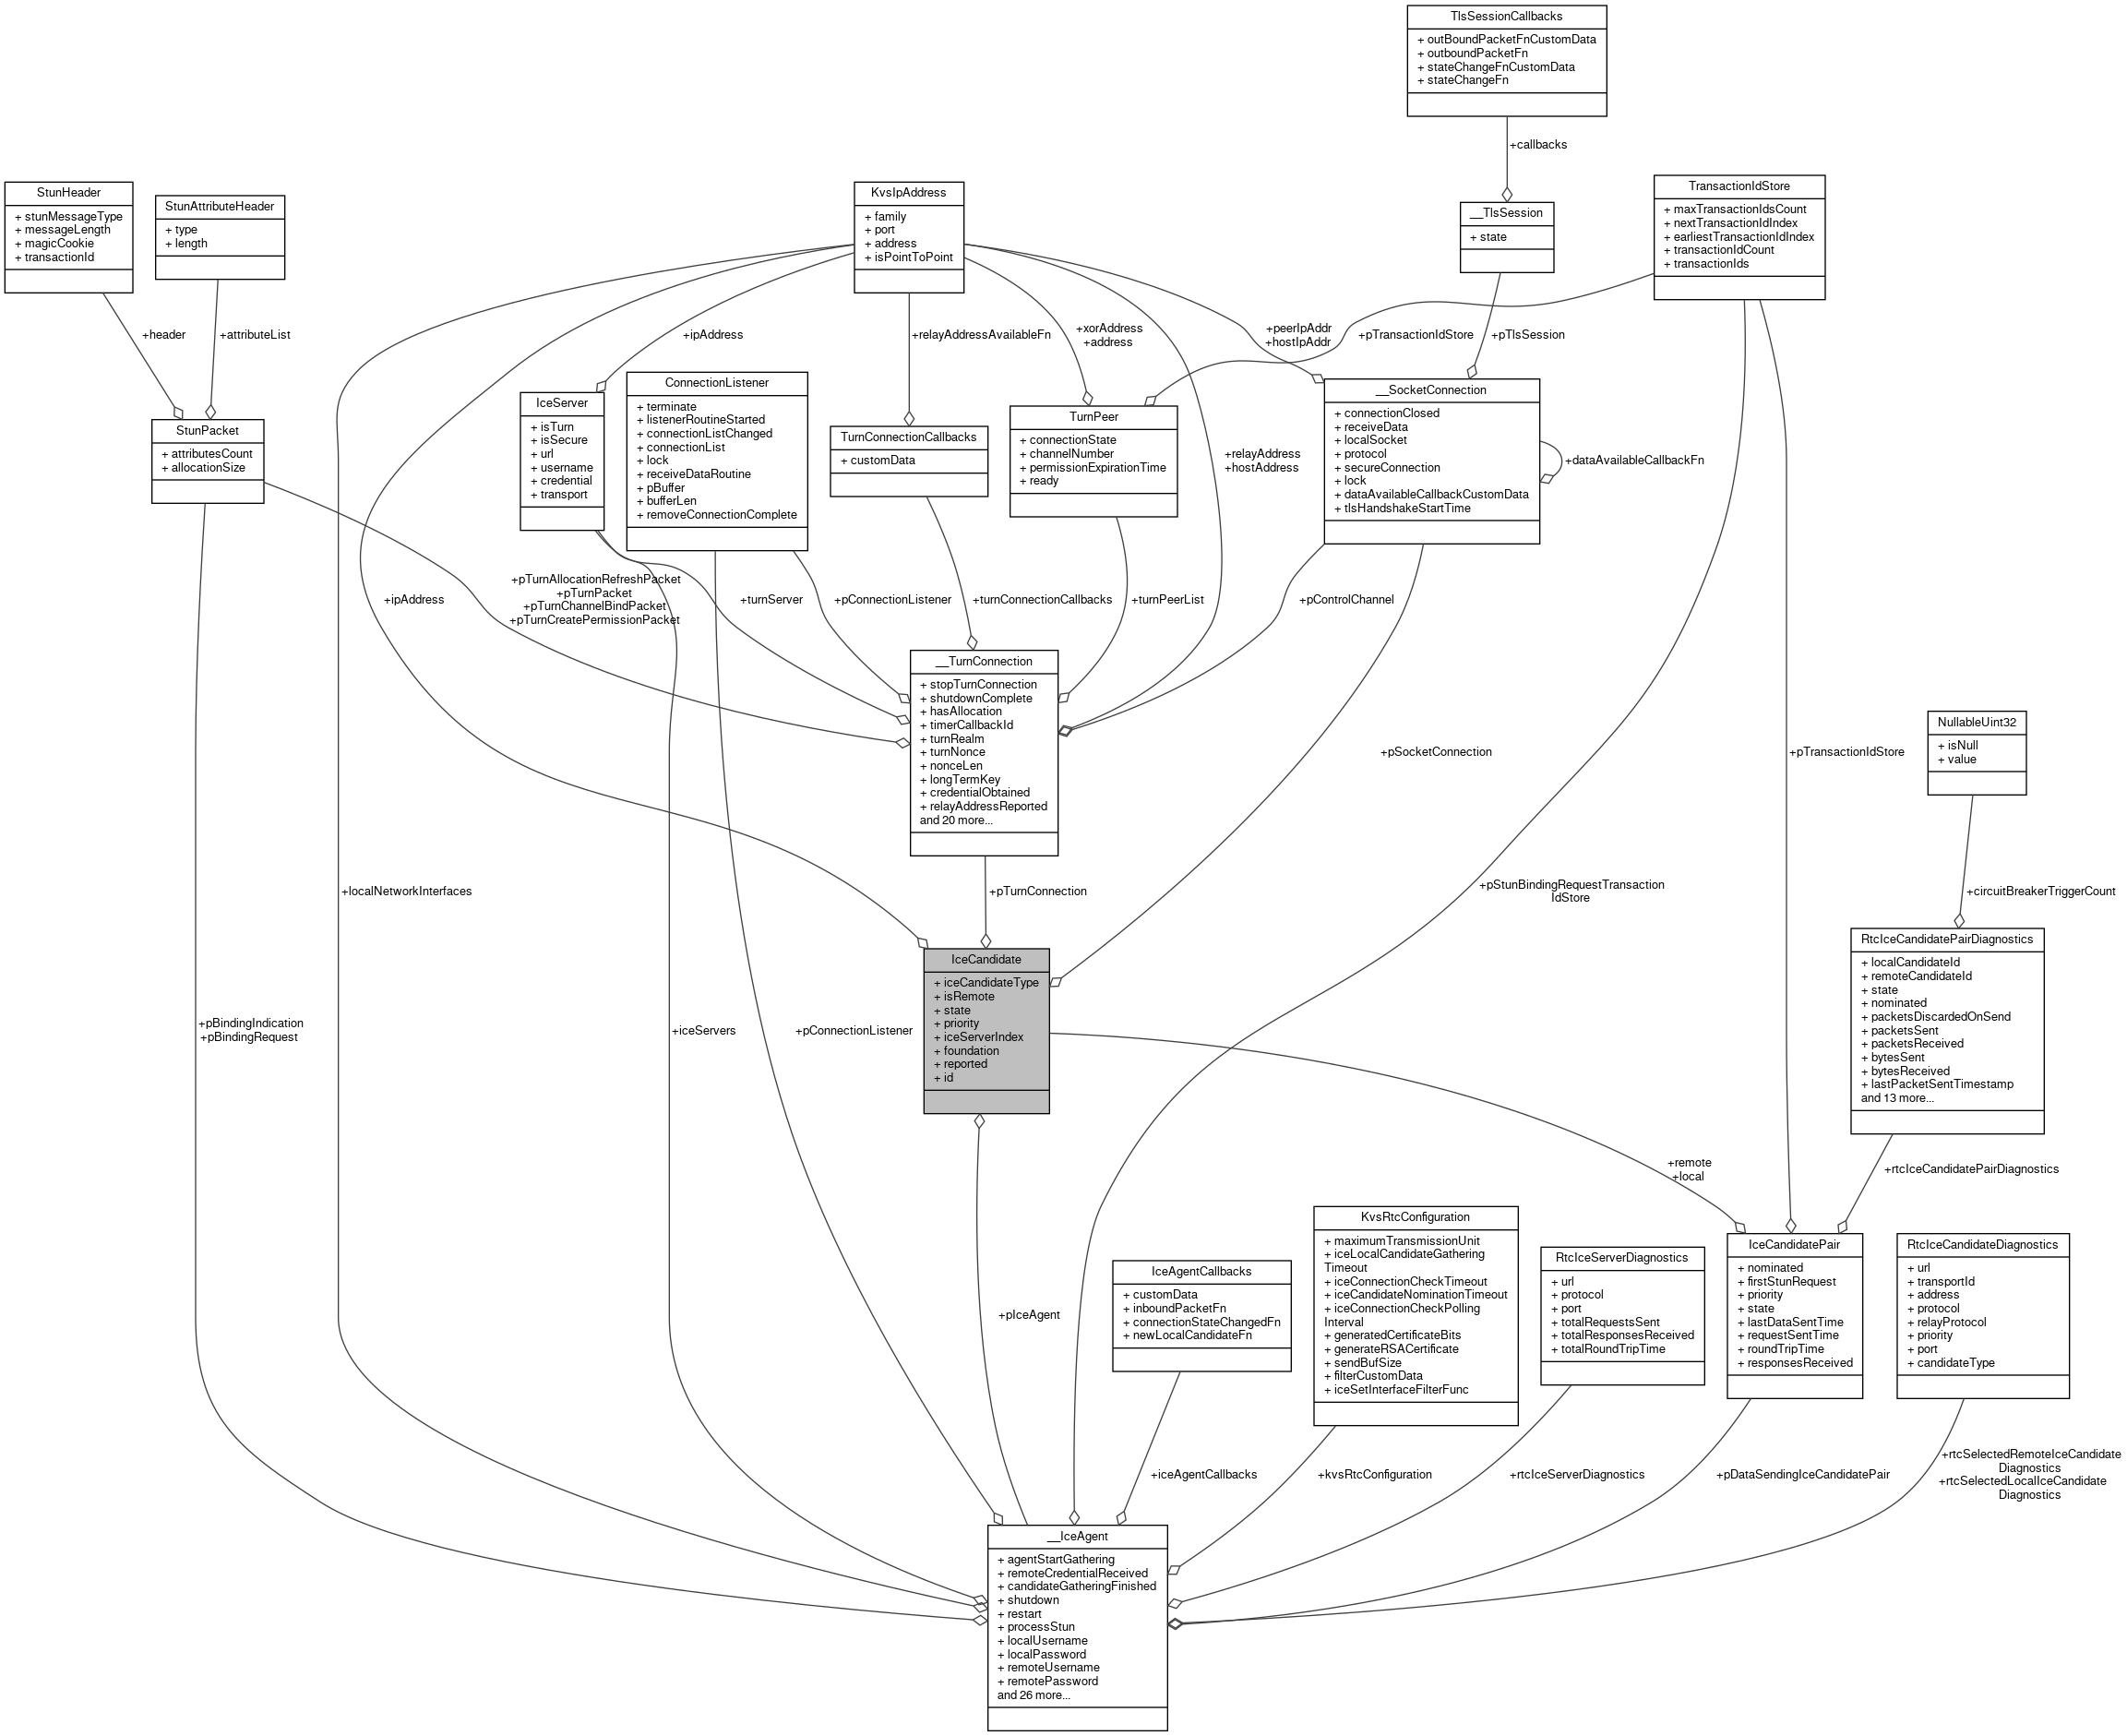 TlsSessionCallbacks
+ outBoundPacketFnCustomData
+ outboundPacketFn
+ stateChangeFnCustomData
+ stateChangeFn
+callbacks
StunHeader
+ stunMessageType
+ messageLength
+ magicCookie
+ transactionId
StunAttributeHeader
+ type
+ length
KvsIpAddress
+ family
+ port
+ address
+ isPointToPoint
__TlsSession
+ state
TransactionIdStore
+ maxTransactionIdsCount
+ nextTransactionIdIndex
+ earliestTransactionIdIndex
+ transactionIdCount
+ transactionIds
+header
+attributeList
+ipAddress
+relayAddressAvailableFn
+xorAddress
+address
+peerIpAddr
+hostIpAddr
+pTransactionIdStore
+pTlsSession
StunPacket
+ attributesCount
+ allocationSize
IceServer
+ isTurn
+ isSecure
+ url
+ username
+ credential
+ transport
ConnectionListener
+ terminate
+ listenerRoutineStarted
+ connectionListChanged
+ connectionList
+ lock
+ receiveDataRoutine
+ pBuffer
+ bufferLen
+ removeConnectionComplete
TurnConnectionCallbacks
+ customData
TurnPeer
+ connectionState
+ channelNumber
+ permissionExpirationTime
+ ready
+relayAddress
+hostAddress
__SocketConnection
+ connectionClosed
+ receiveData
+ localSocket
+ protocol
+ secureConnection
+ lock
+ dataAvailableCallbackCustomData
+ tlsHandshakeStartTime
+dataAvailableCallbackFn
+ipAddress
+pTurnAllocationRefreshPacket
+pTurnPacket
+pTurnChannelBindPacket
+pTurnCreatePermissionPacket
+turnServer
+pConnectionListener
+turnConnectionCallbacks
+turnPeerList
+pControlChannel
__TurnConnection
+ stopTurnConnection
+ shutdownComplete
+ hasAllocation
+ timerCallbackId
+ turnRealm
+ turnNonce
+ nonceLen
+ longTermKey
+ credentialObtained
+ relayAddressReported
and 20 more...
+pSocketConnection
+pTransactionIdStore
NullableUint32
+ isNull
+ value
+localNetworkInterfaces
+pTurnConnection
+pStunBindingRequestTransaction
IdStore
+circuitBreakerTriggerCount
+pBindingIndication
+pBindingRequest
+iceServers
+pConnectionListener
IceCandidate
+ iceCandidateType
+ isRemote
+ state
+ priority
+ iceServerIndex
+ foundation
+ reported
+ id
RtcIceCandidatePairDiagnostics
+ localCandidateId
+ remoteCandidateId
+ state
+ nominated
+ packetsDiscardedOnSend
+ packetsSent
+ packetsReceived
+ bytesSent
+ bytesReceived
+ lastPacketSentTimestamp
and 13 more...
+remote
+local
+rtcIceCandidatePairDiagnostics
+pIceAgent
IceAgentCallbacks
+ customData
+ inboundPacketFn
+ connectionStateChangedFn
+ newLocalCandidateFn
KvsRtcConfiguration
+ maximumTransmissionUnit
+ iceLocalCandidateGathering
Timeout
+ iceConnectionCheckTimeout
+ iceCandidateNominationTimeout
+ iceConnectionCheckPolling
Interval
+ generatedCertificateBits
+ generateRSACertificate
+ sendBufSize
+ filterCustomData
+ iceSetInterfaceFilterFunc
RtcIceServerDiagnostics
+ url
+ protocol
+ port
+ totalRequestsSent
+ totalResponsesReceived
+ totalRoundTripTime
IceCandidatePair
+ nominated
+ firstStunRequest
+ priority
+ state
+ lastDataSentTime
+ requestSentTime
+ roundTripTime
+ responsesReceived
RtcIceCandidateDiagnostics
+ url
+ transportId
+ address
+ protocol
+ relayProtocol
+ priority
+ port
+ candidateType
+iceAgentCallbacks
+kvsRtcConfiguration
+rtcIceServerDiagnostics
+pDataSendingIceCandidatePair
+rtcSelectedRemoteIceCandidate
Diagnostics
+rtcSelectedLocalIceCandidate
Diagnostics
__IceAgent
+ agentStartGathering
+ remoteCredentialReceived
+ candidateGatheringFinished
+ shutdown
+ restart
+ processStun
+ localUsername
+ localPassword
+ remoteUsername
+ remotePassword
and 26 more...